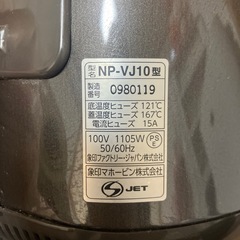 型名 NP-VJ10型
製造番号 0980119
底温度ヒューズ 121℃
蓋温度ヒューズ 167℃
電流ヒューズ 15A
100V 1105W
50/60Hz
PSE
象印ファクトリー・ジャパン株式会社
象印マホービン株式会社
JET